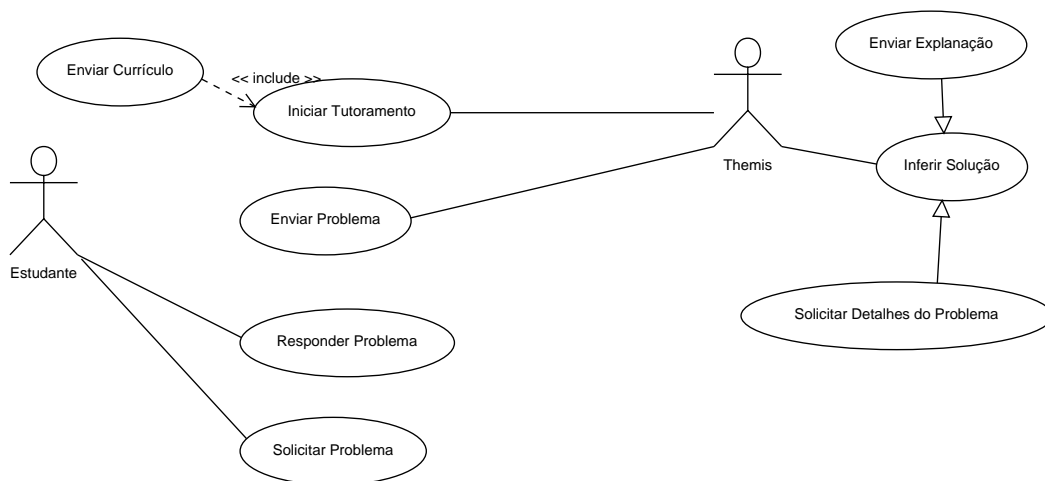 Enviar Explanação
Enviar Currículo
<< include >>
Iniciar Tutoramento
Themis
Inferir Solução
Enviar Problema
Estudante
Solicitar Detalhes do Problema
Responder Problema
Solicitar Problema